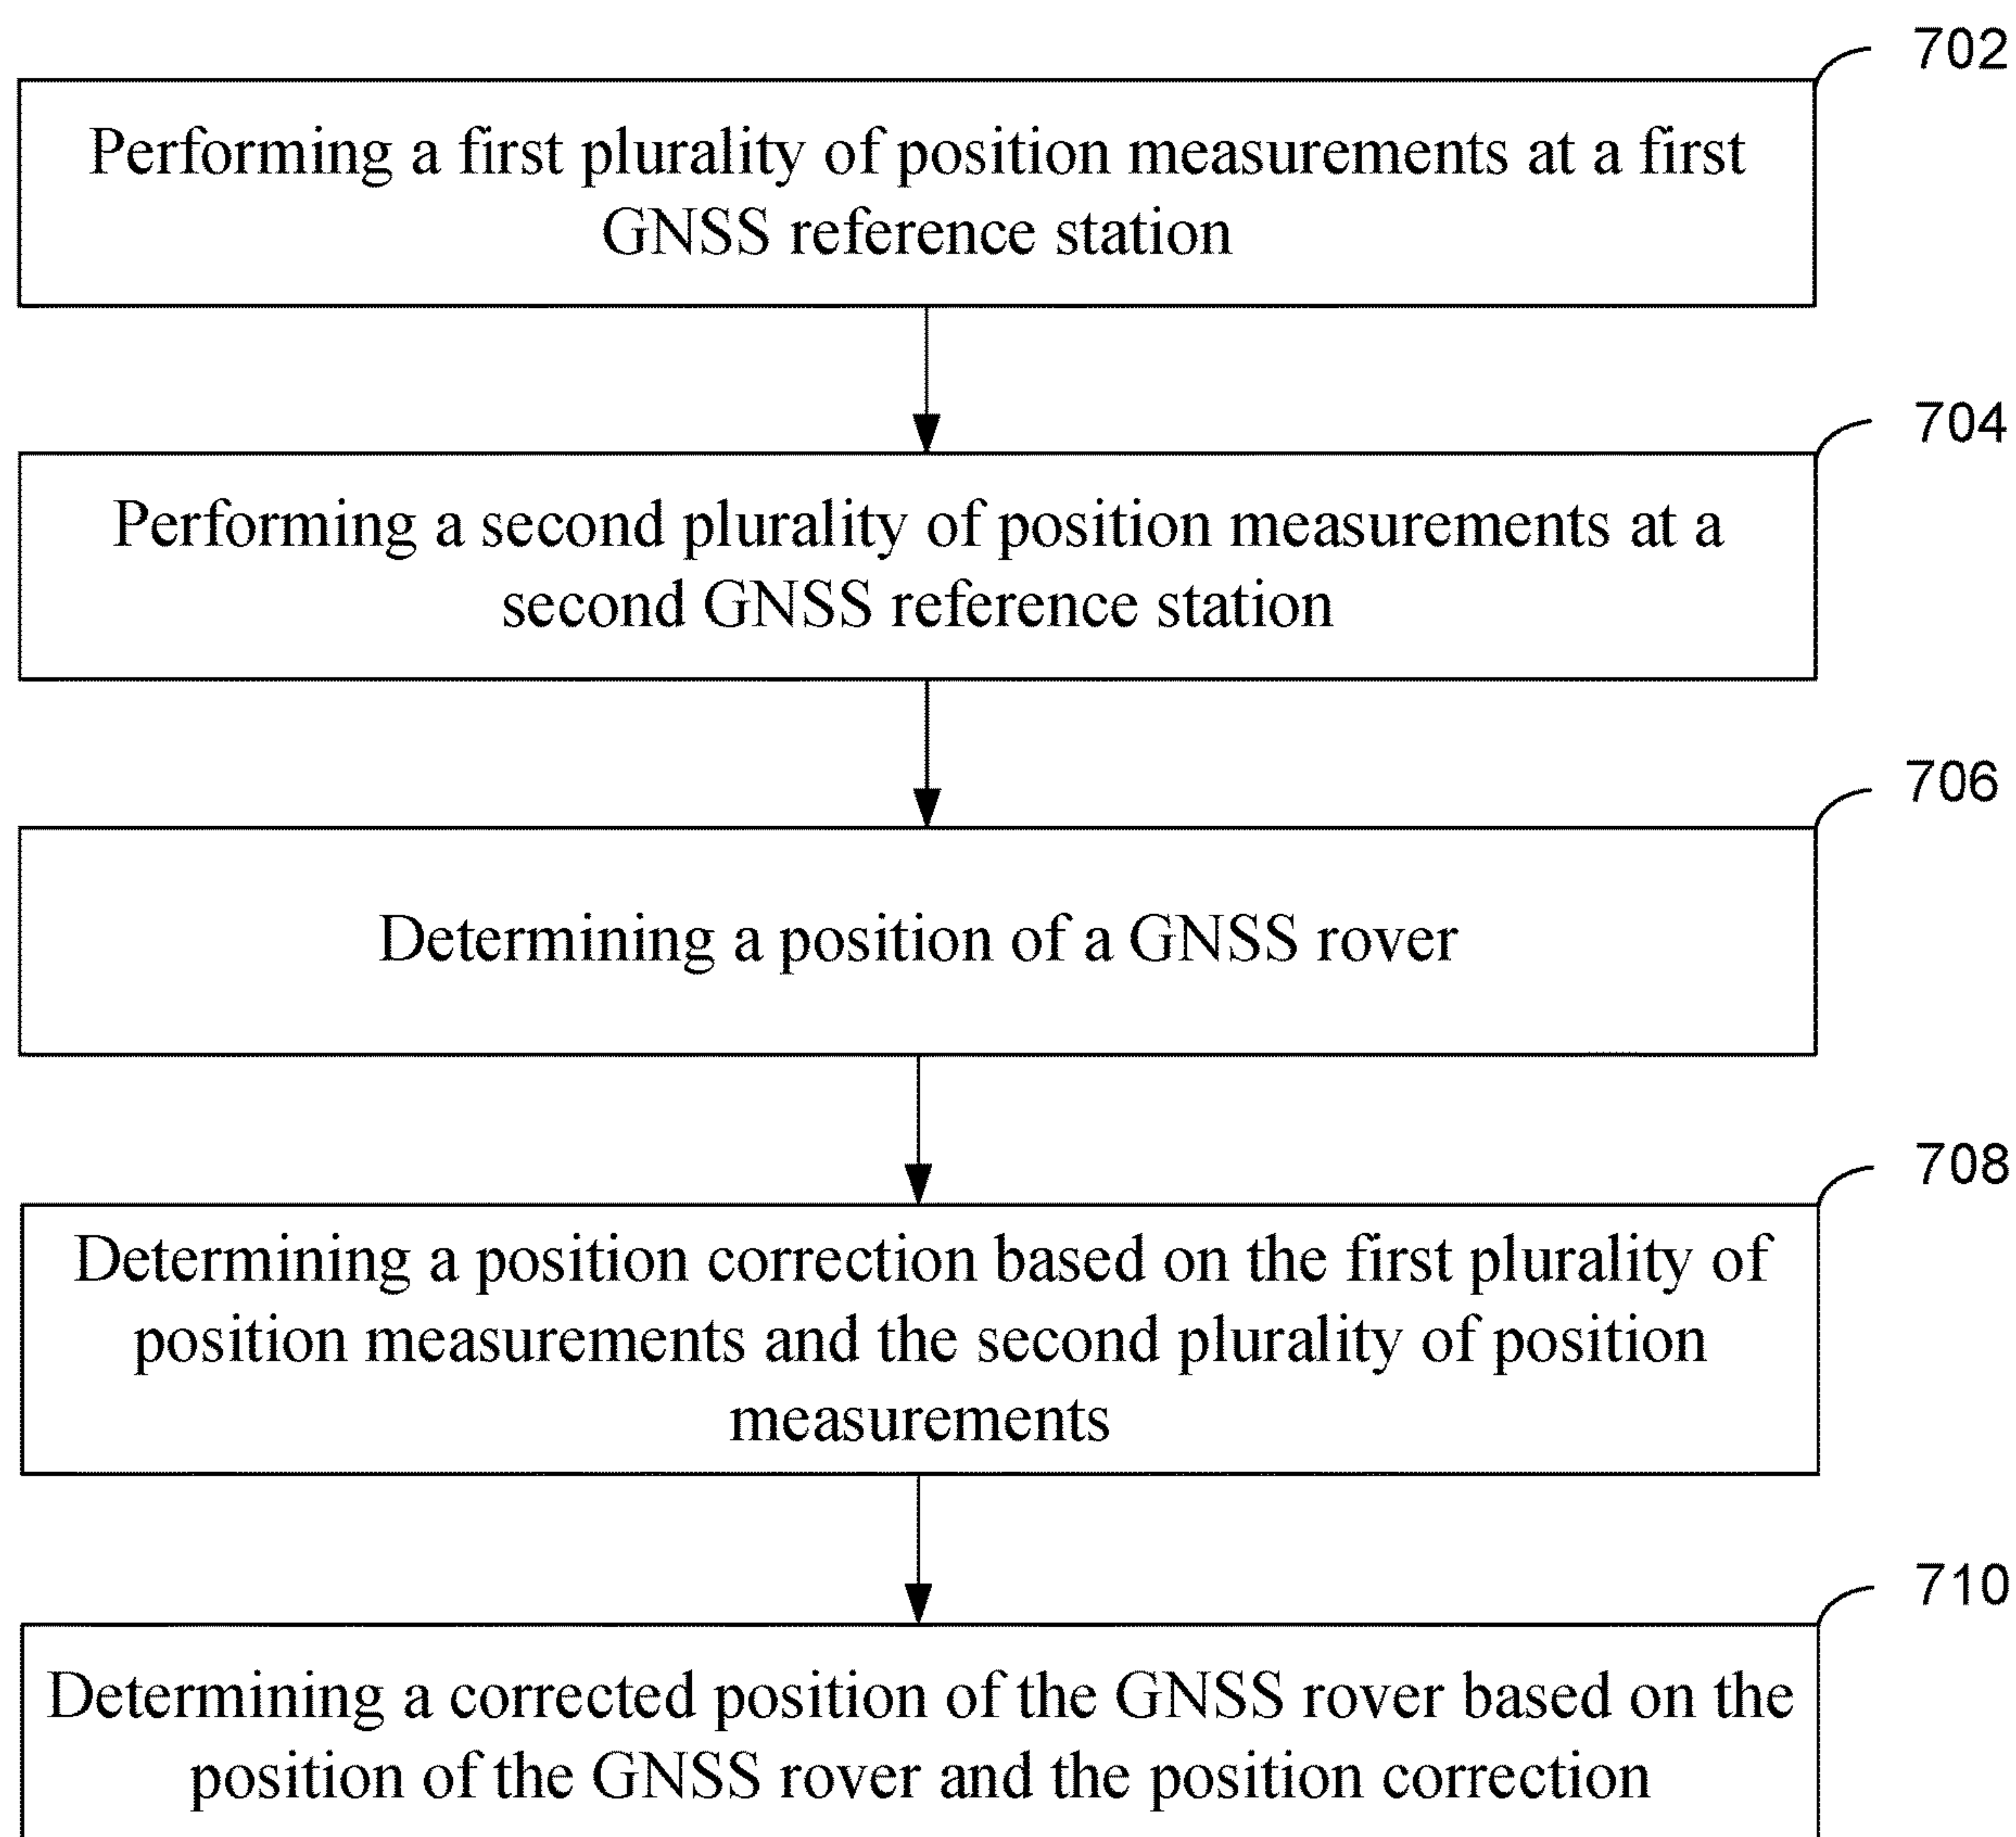 702
Performing a first plurality of position measurements at a first
GNSS reference station
704
Performing a second plurality of position measurements at a
second GNSS reference station
706
Determining a position of a GNSS rover
708
Determining a position correction based on the first plurality of
position measurements and the second plurality of position
measurements
710
Determining a corrected position of the GNSS rover based on the
position of the GNSS rover and the position correction